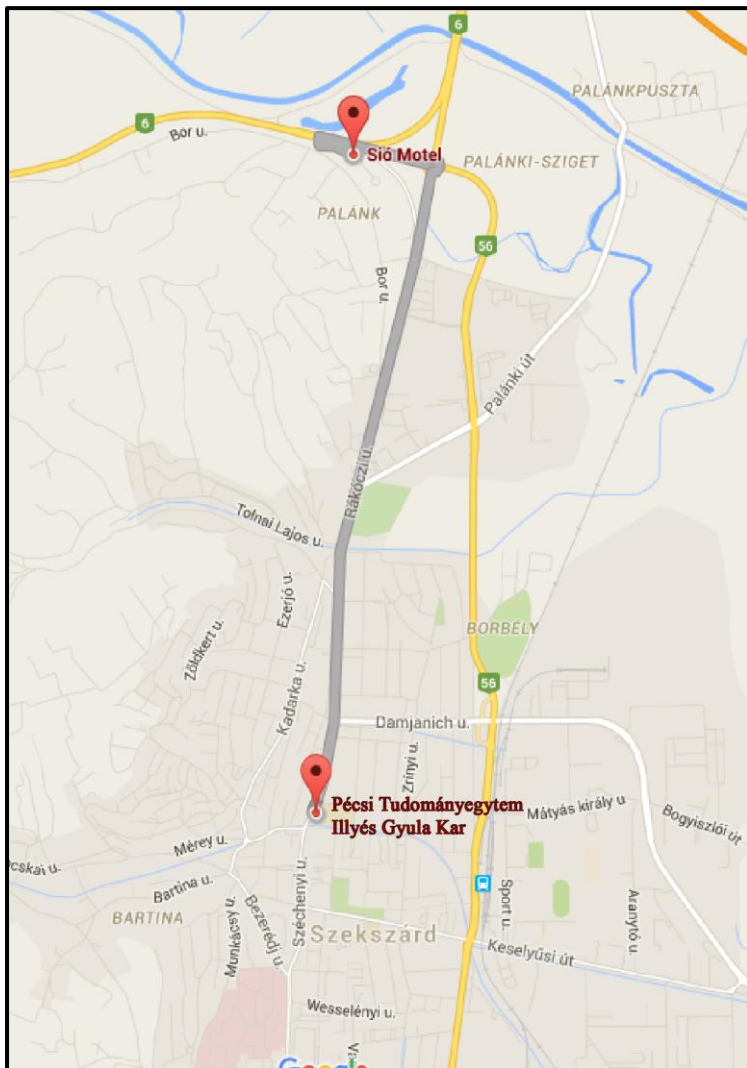 6
PALÁNKPUSZTA
6
Bor u.
Sió Motel
PALÁNKI-SZIGET
PALÁNK
56
Bor u.
Palánki út
Rákóczi u.
Tolnai Lajos u.
Ezerjó u.
Zöldkert u.
BORBÉLY
Kadarka u.
56
Damjanich u.
Zrínyi u.
Pécsi Tudományegytem
Illyés Gyula Kar
Mátyás király u
Bogyiszlói út
Mérey u.
ocskai u.
Bartina u.
BARTINA
Munkácsy u.
Bezerédj u.
Széchenyi u.
Szekszárd
Sport u.
Aranytó u.
Keselyűsi út
Wesselényi u.
Google